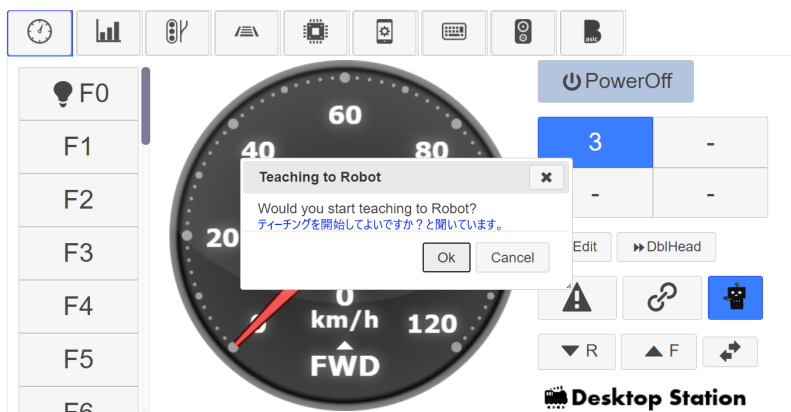 asic
F0
F1
F2
F3
F4
F5
F6
60
40
80
20
0
km/h
120
FWD
Teaching to Robot
Would you start teaching to Robot?
ティーチングを開始してよいですか？と聞いています。
Ok
Cancel
PowerOff
3
-
-
-
Edit
DblHead
R
F
Desktop Station